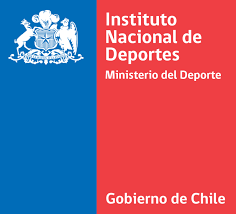 Instituto
Nacional de
Deportes
Ministerio del Deporte
Gobierno de Chile